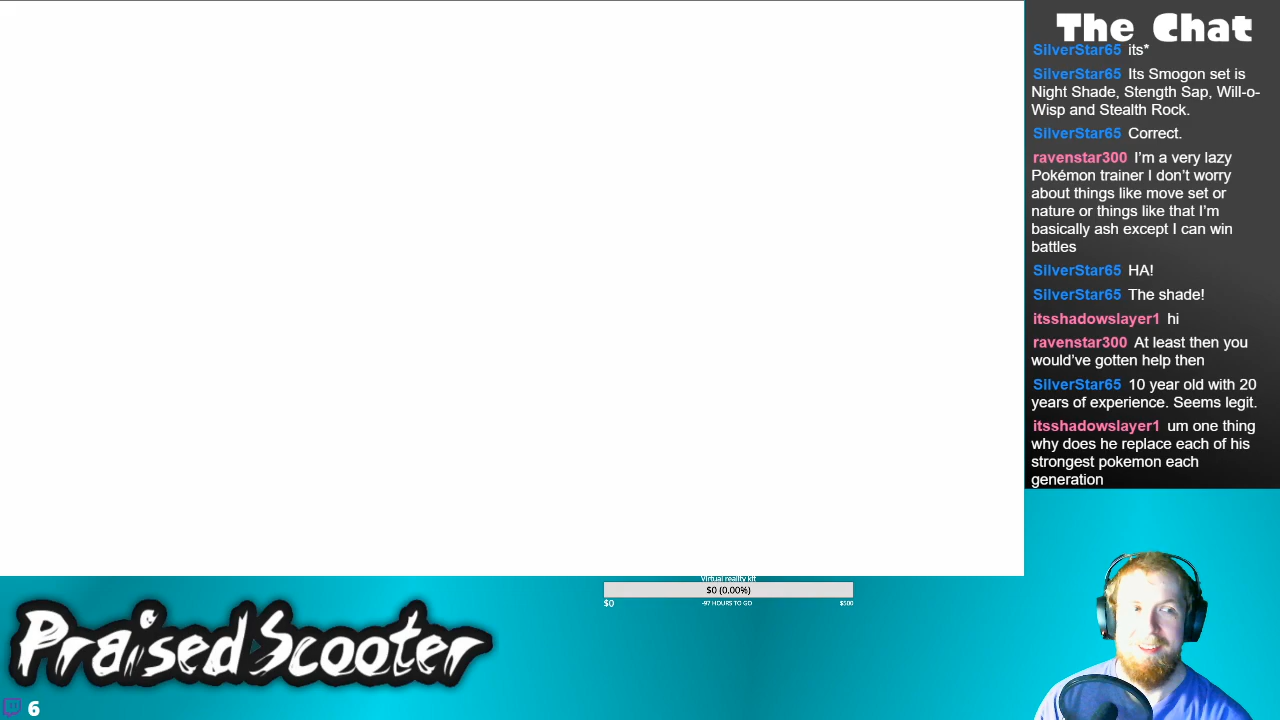 The Chat
SilverStar65 its*
SilverStar65 Its Smogon set is
Night Shade, Stength Sap, Will-o-
Wisp and Stealth Rock.
SilverStar65 Correct.
ravenstar300 I'm a very lazy
Pokémon trainer I don't worry
about things like move set or
nature or things like that I'm
basically ash except I can win
battles
SilverStar65 HA!
SilverStar65 The shade!
itsshadowslayer1 hi
ravenstar300 At least then you
would've gotten help then
SilverStar65 10 year old with 20
years of experience. Seems legit.
itsshadowslayer1 um one thing
why does he replace each of his
strongest pokemon each
generation
Virtual reality kit
$0 (0.00%)
$0 -97 HOURS TO GO $500
PraisedScooter
6